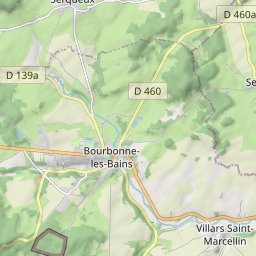 Serqueux
D 460a
D 139a
D 460
Se
Bourbonne-
les-Bains
Villars Saint-
Marcellin